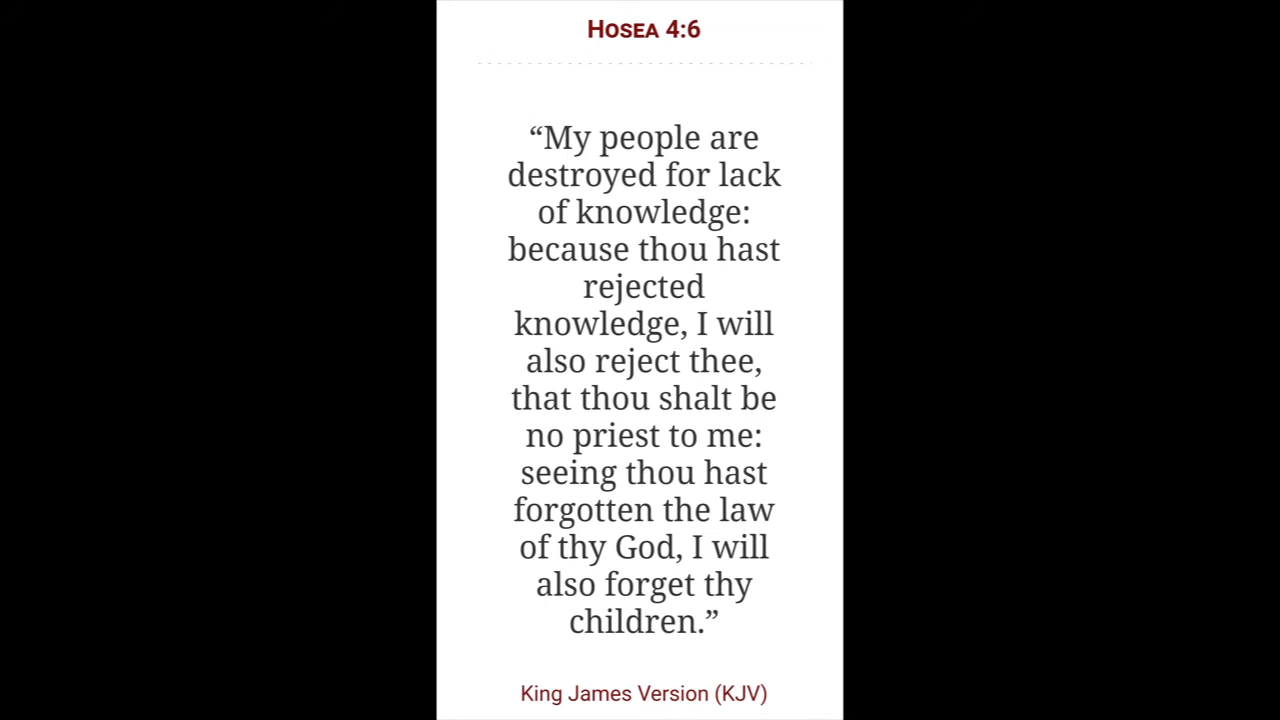 HOSEA 4:6
“My people are
destroyed for lack
of knowledge:
because thou hast
rejected
knowledge, I will
also reject thee,
that thou shalt be
no priest to me:
seeing thou hast
forgotten the law
of thy God, I will
also forget thy
children.”
King James Version (KJV)